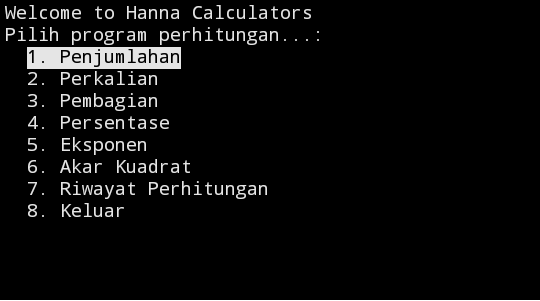 Welcome to Hanna Calculators
Pilih program perhitungan...:
1. Penjumlahan
2. Perkalian
3. Pembagian
4. Persentase
5. Eksponen
6. Akar Kuadrat
7. Riwayat Perhitungan
8. Keluar